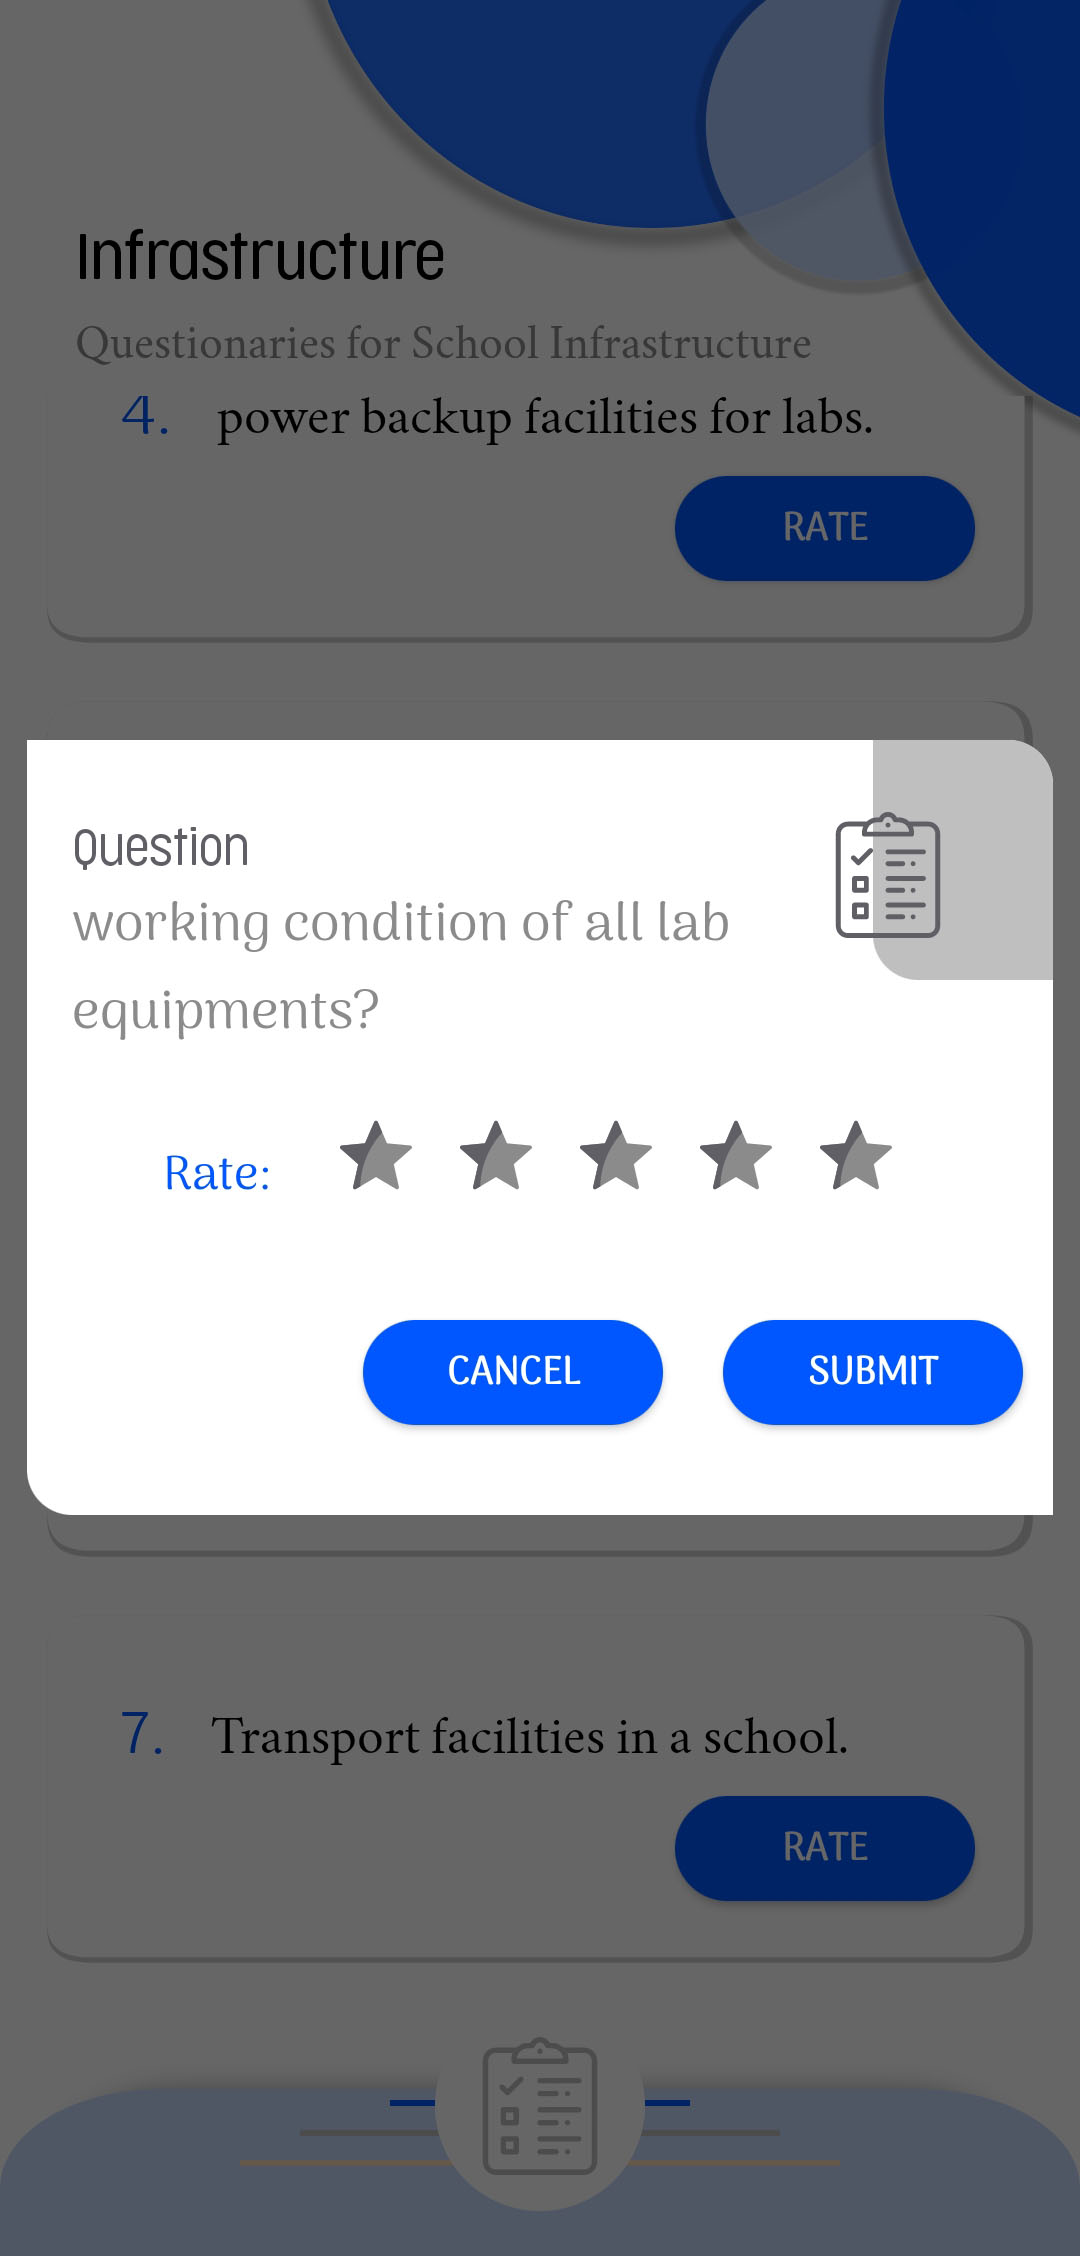 Infrastructure
Questionaries for School Infrastructure
4. power backup facilities for labs.
RATE
Question
working condition of all lab
equipments?
Rate:
CANCEL SUBMIT
7. Transport facilities in a school.
RATE